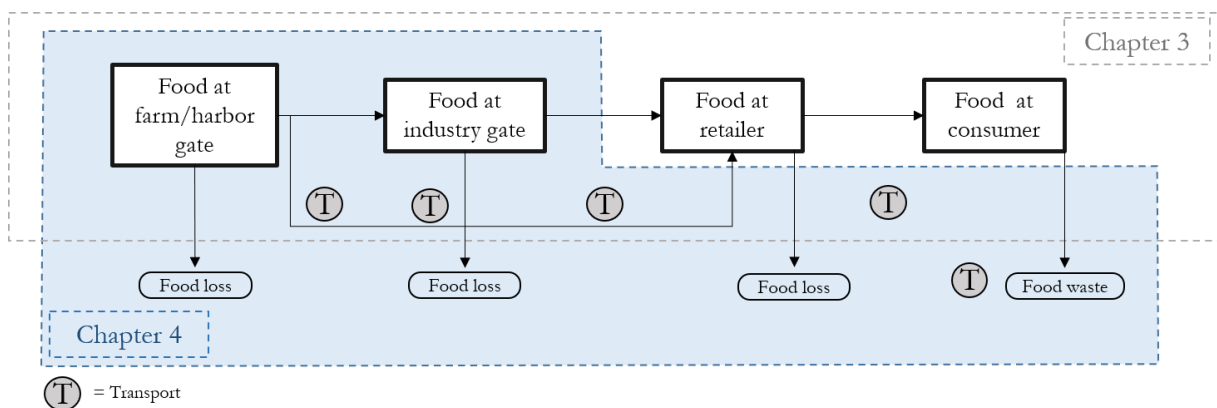 Chapter 3
Food at
farm/harbor
gate
Food at
industry gate
Food at
retailer
Food at
consumer
T
T
T
T
T
Food loss
Food loss
Food loss
Food waste
Chapter 4
T = Transport